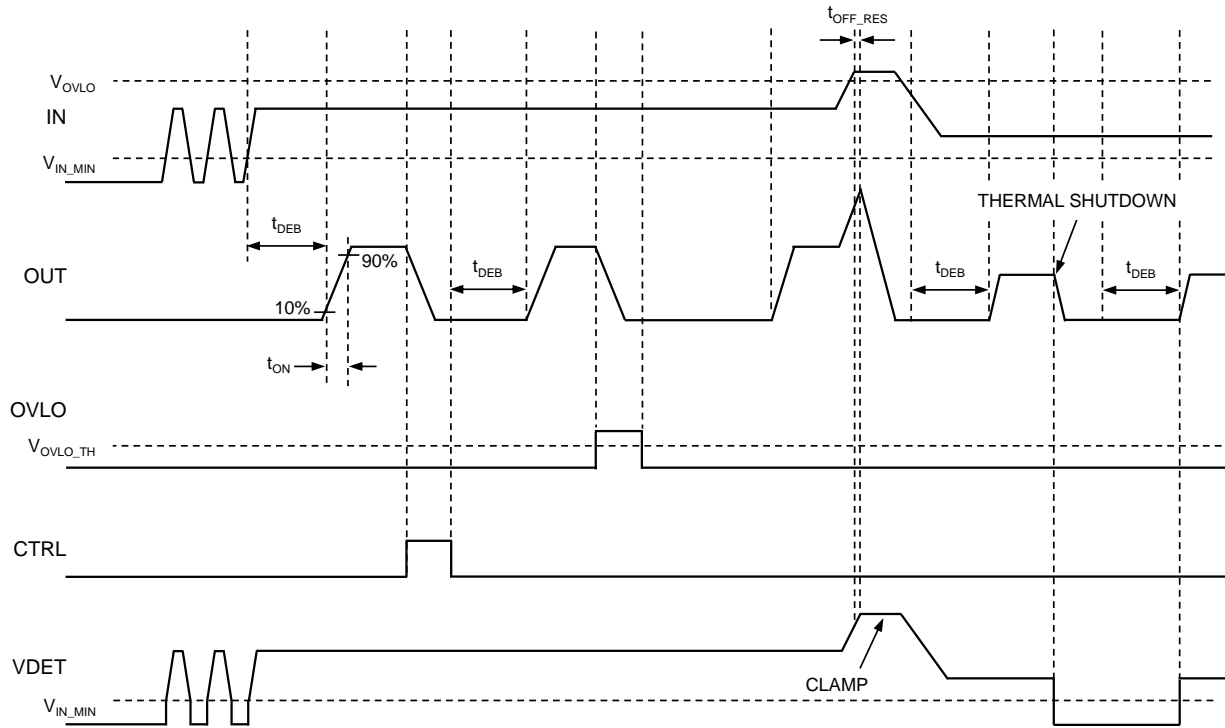 tOFF_RES
VOVLO
IN
VIN_MIN
THERMAL SHUTDOWN
tDEB
OUT
90%
tDEB
tDEB
tDEB
10%
tON
OVLO
VOVLO_TH
CTRL
VDET
CLAMP
VIN_MIN